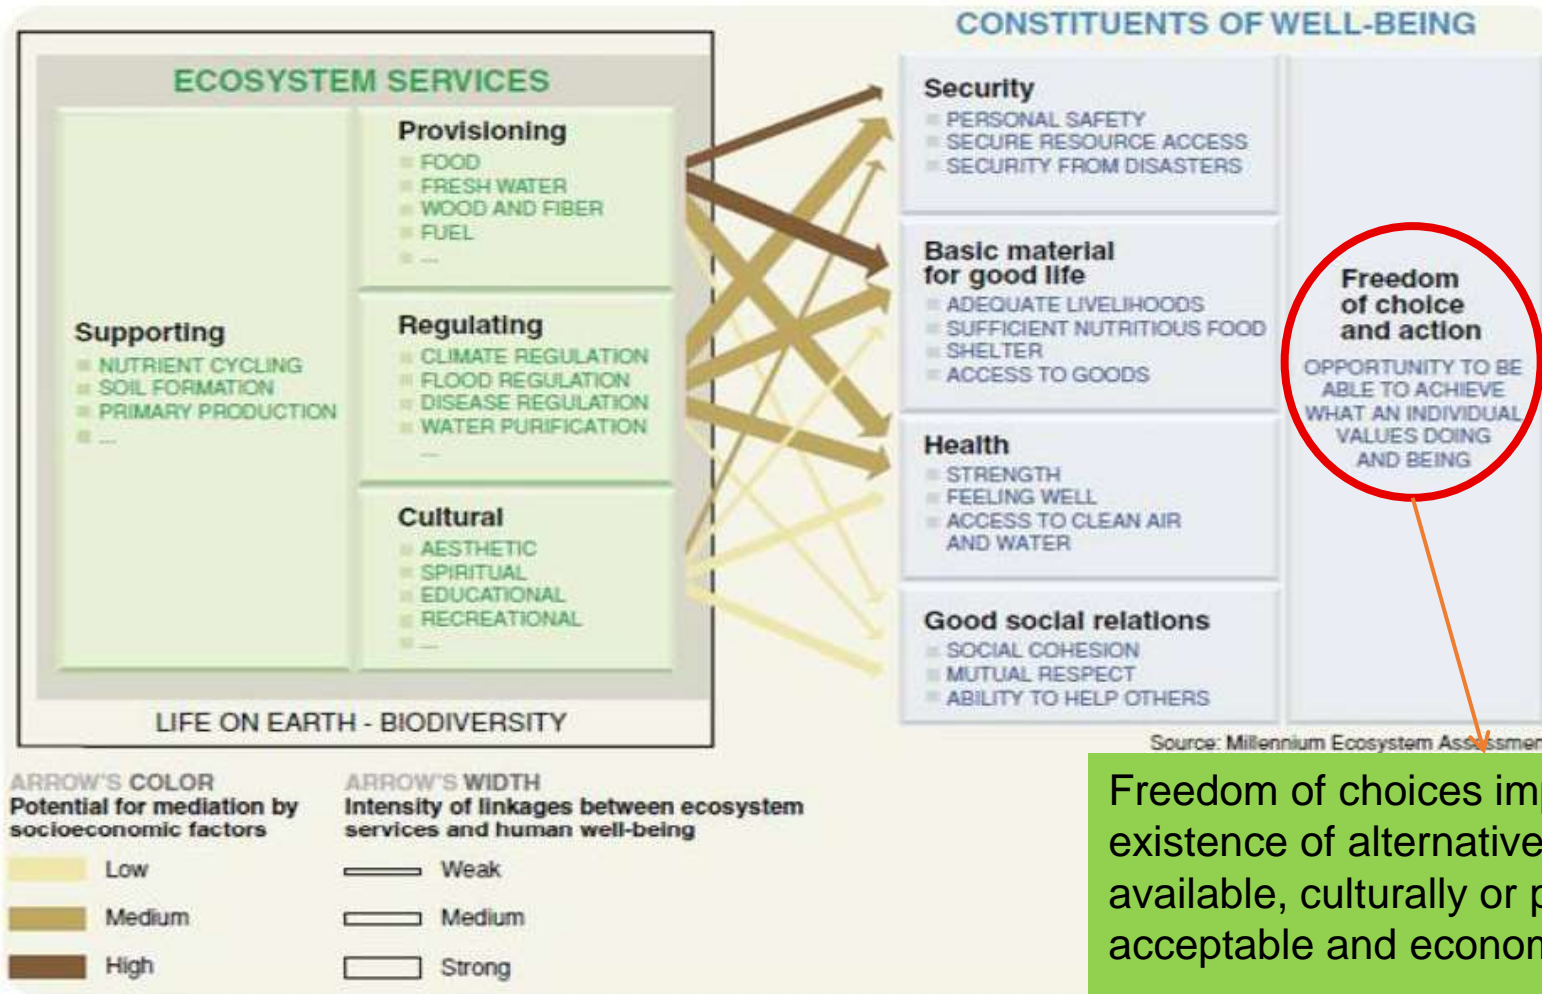 CONSTITUENTS OF WELL-BEING
ECOSYSTEM SERVICES
Supporting
NUTRIENT CYCLING
SOIL FORMATION
PRIMARY PRODUCTION
...
Provisioning
FOOD
FRESH WATER
WOOD AND FIBER
FUEL
...
Regulating
CLIMATE REGULATION
FLOOD REGULATION
DISEASE REGULATION
WATER PURIFICATION
...
Cultural
AESTHETIC
SPIRITUAL
EDUCATIONAL
RECREATIONAL
...
LIFE ON EARTH - BIODIVERSITY
Security
PERSONAL SAFETY
SECURE RESOURCE ACCESS
SECURITY FROM DISASTERS
Basic material
for good life
ADEQUATE LIVELIHOODS
SUFFICIENT NUTRITIOUS FOOD
SHELTER
ACCESS TO GOODS
Health
STRENGTH
FEELING WELL
ACCESS TO CLEAN AIR
AND WATER
Good social relations
SOCIAL COHESION
MUTUAL RESPECT
ABILITY TO HELP OTHERS
Freedom
of choice
and action
OPPORTUNITY TO BE
ABLE TO ACHIEVE
WHAT AN INDIVIDUAL
VALUES DOING
AND BEING
Source: Millennium Ecosystem Assessmen
ARROW'S COLOR
Potential for mediation by
socioeconomic factors
Low
Medium
High
ARROW'S WIDTH
Intensity of linkages between ecosystem
services and human well-being
Weak
Medium
Strong
Freedom of choices imp
existence of alternative
available, culturally or p
acceptable and econom